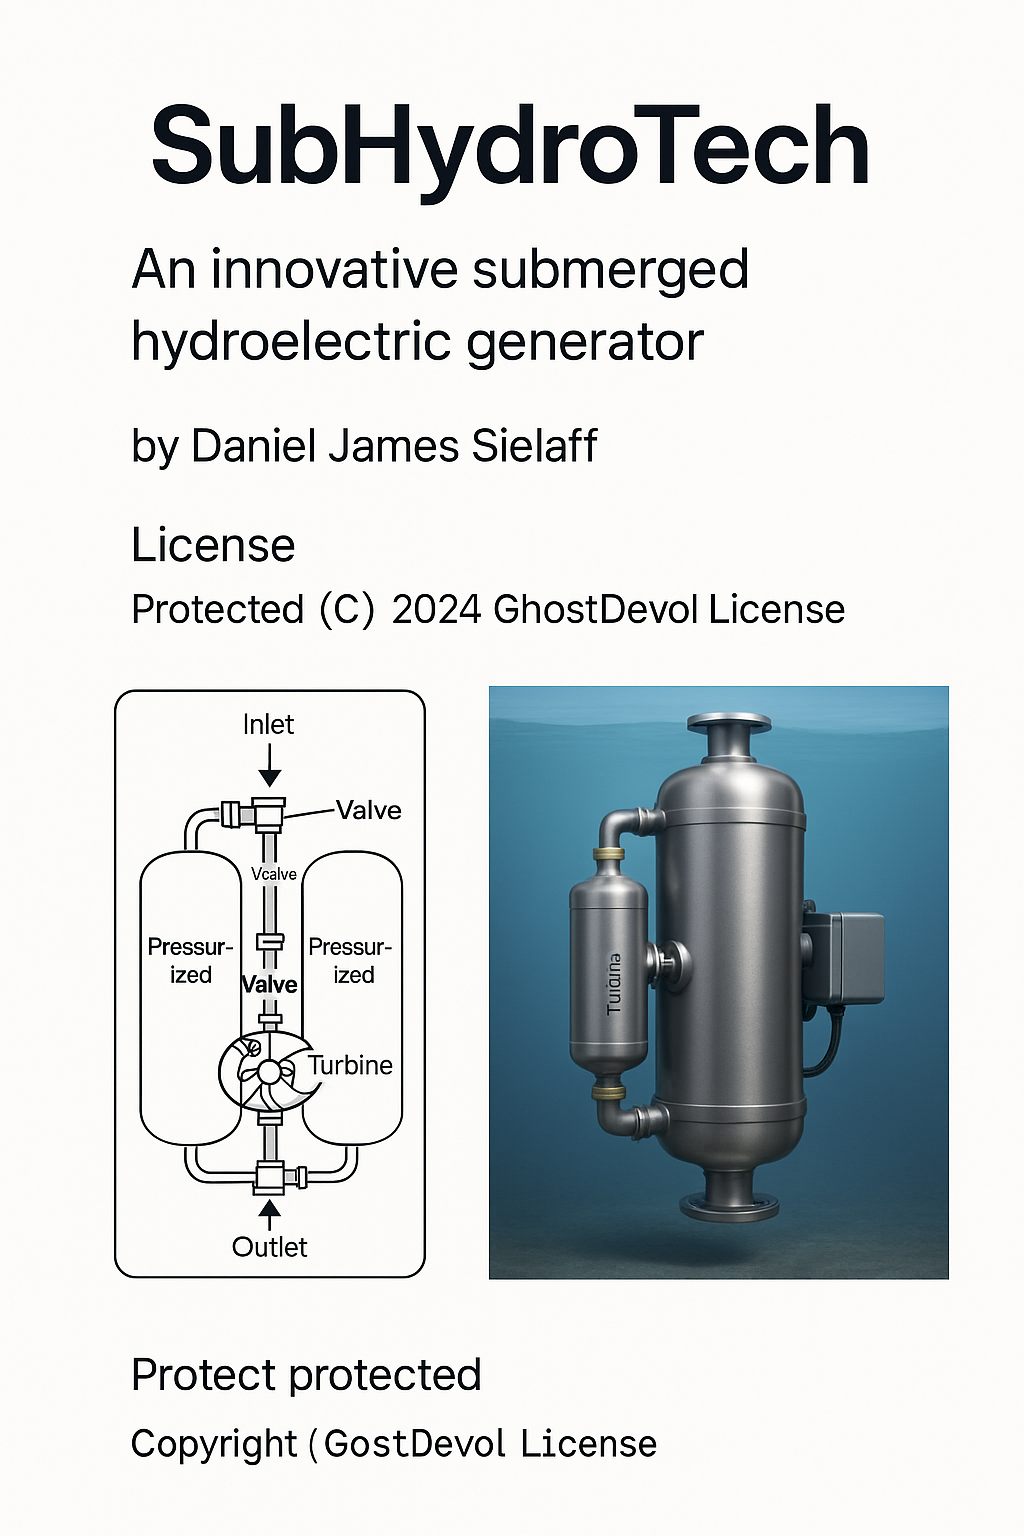 SubHydroTech
An innovative submerged
hydroelectric generator
by Daniel James Sielaff
License
Protected (C) 2024 GhostDevol License
Inlet
Valve
Vcalve
Pressur-
ized
Pressur-
ized
Valve
Turbine
Outlet
Protect protected
Copyright (GostDevol License